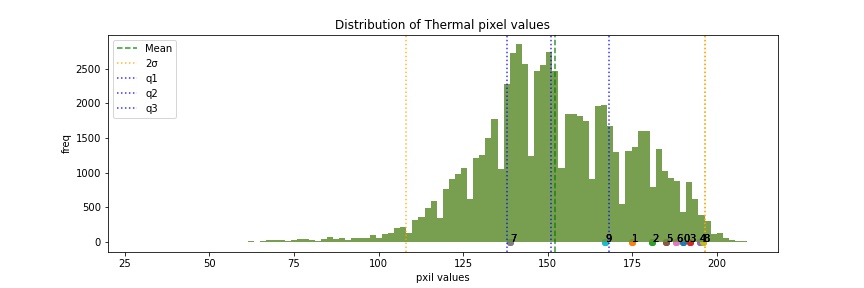 Distribution of Thermal pixel values
Mean
2σ
q1
q2
q3
freq
2500
2000
1500
1000
500
0
7 9 1 2 5 6 0 3 4 8
25 50 75 100 125 150 175 200
pxil values